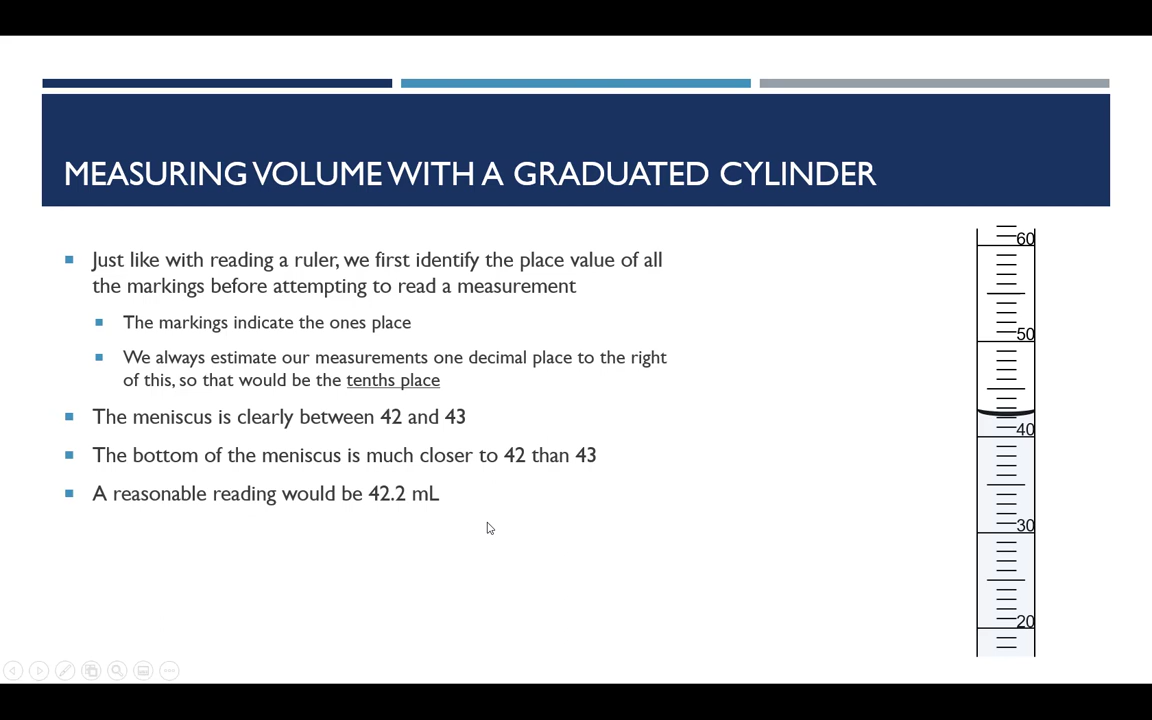 MEASURING VOLUME WITH A GRADUATED CYLINDER
Just like with reading a ruler, we first identify the place value of all
the markings before attempting to read a measurement
The markings indicate the ones place
We always estimate our measurements one decimal place to the right
of this, so that would be the tenths place
The meniscus is clearly between 42 and 43
The bottom of the meniscus is much closer to 42 than 43
A reasonable reading would be 42.2 mL
60
50
40
30
20